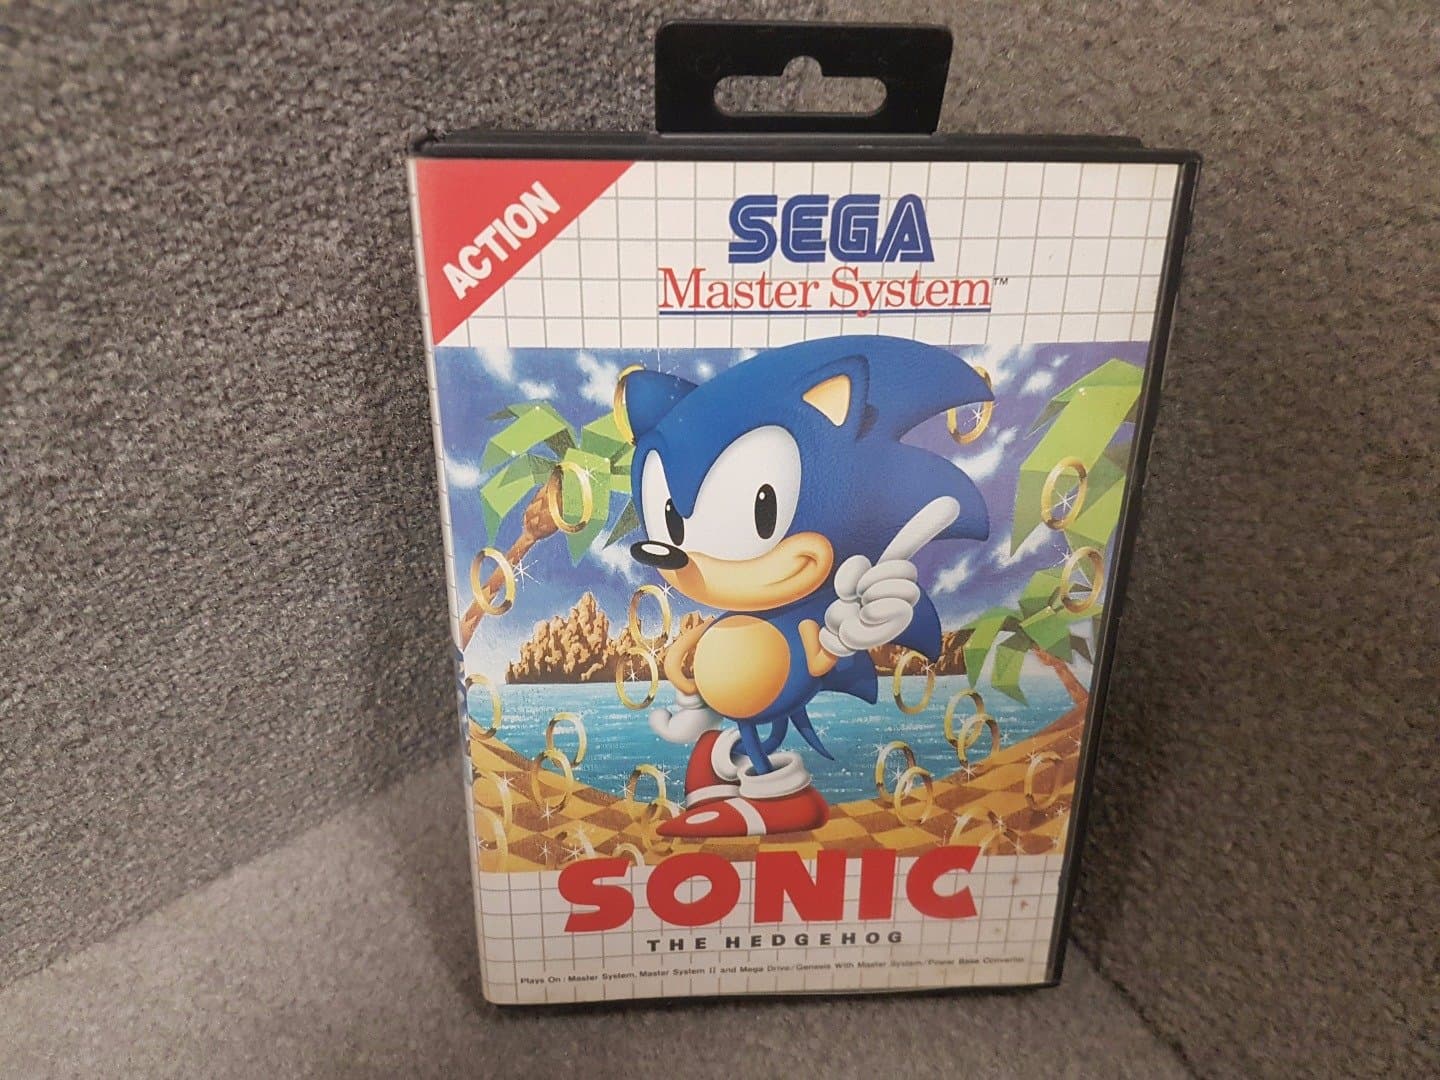 ACTION
SEGA
Master System™
SONIC
THE HEDGEHOG
Plays On : Master System, Master System II and Mega Drive/Genesis With Master System/Power Base Converter